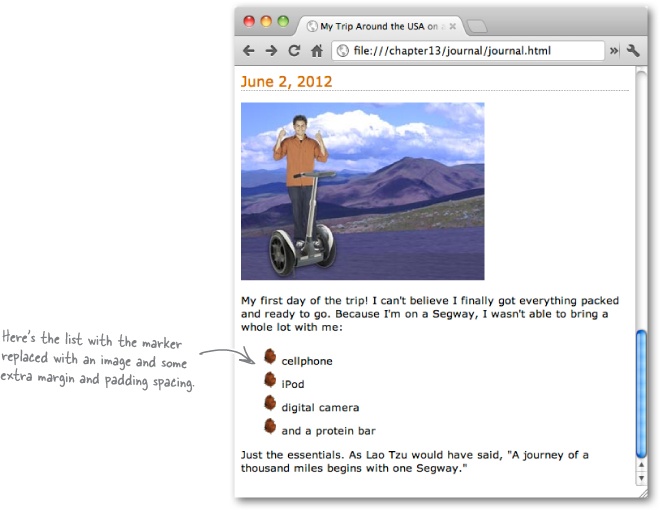 My Trip Around the USA on a
file:///chapter13/journal/journal.html
June 2, 2012
My first day of the trip! I can't believe I finally got everything packed
and ready to go. Because I'm on a Segway, I wasn't able to bring a
whole lot with me:
Here's the list with the marker
replaced with an image and some
extra margin and padding spacing.
cellphone
iPod
digital camera
and a protein bar
Just the essentials. As Lao Tzu would have said, "A journey of a
thousand miles begins with one Segway."